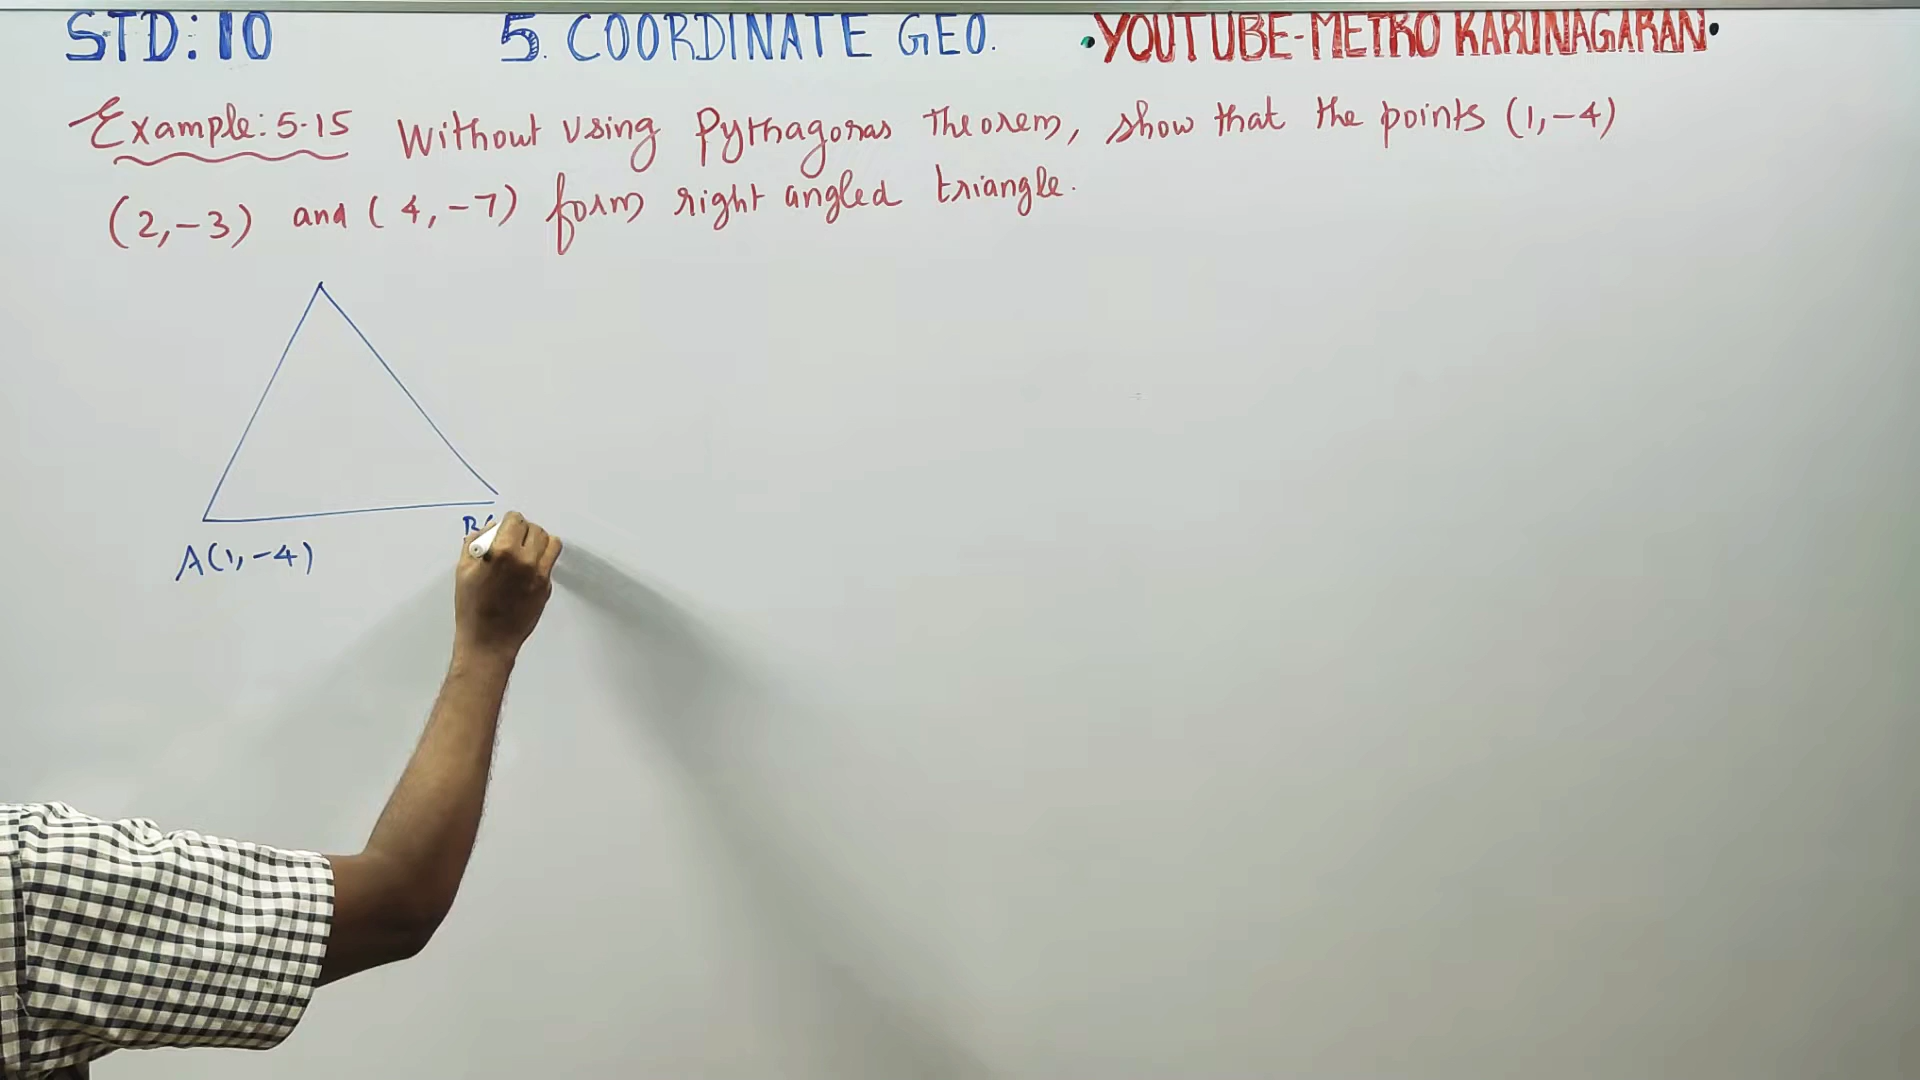 STD: 10 5. COORDINATE GEO. •YOUTUBE-METRO KARUNAGARAN•
Example: 5.15 Without using Pythagoras Theorem, show that the points (1,-4)
(2,-3) and (4,-7) form right angled triangle.
A(1,-4)
B(